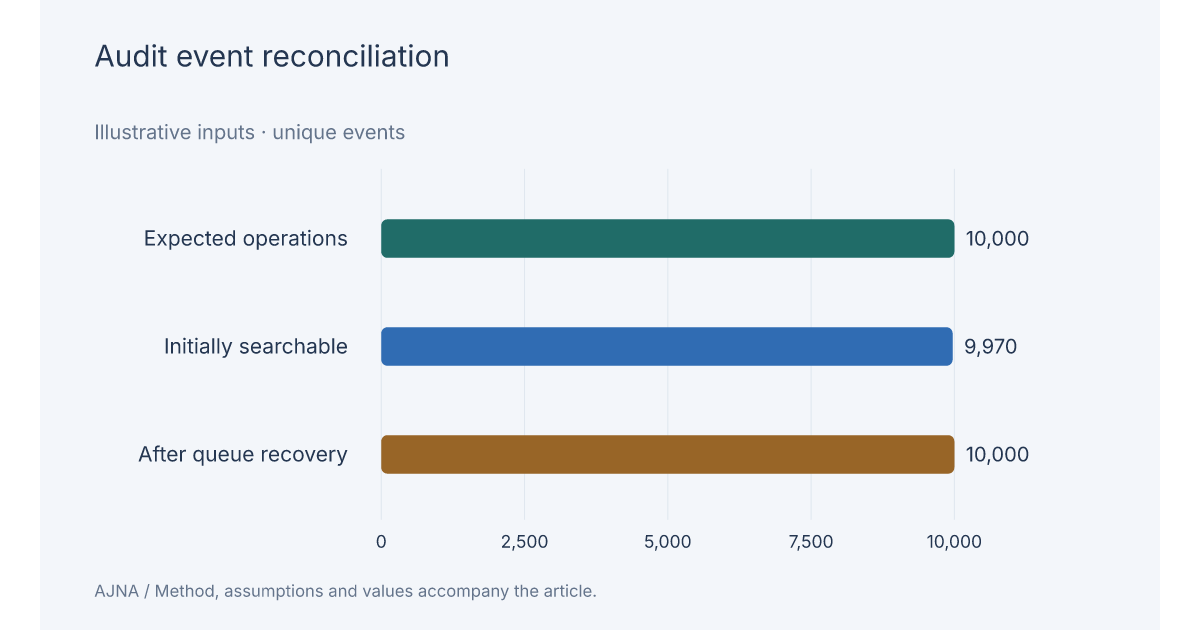 Audit event reconciliation
Illustrative inputs · unique events
Expected operations 10,000
Initially searchable 9,970
After queue recovery 10,000
0 2,500 5,000 7,500 10,000
AJNA / Method, assumptions and values accompany the article.